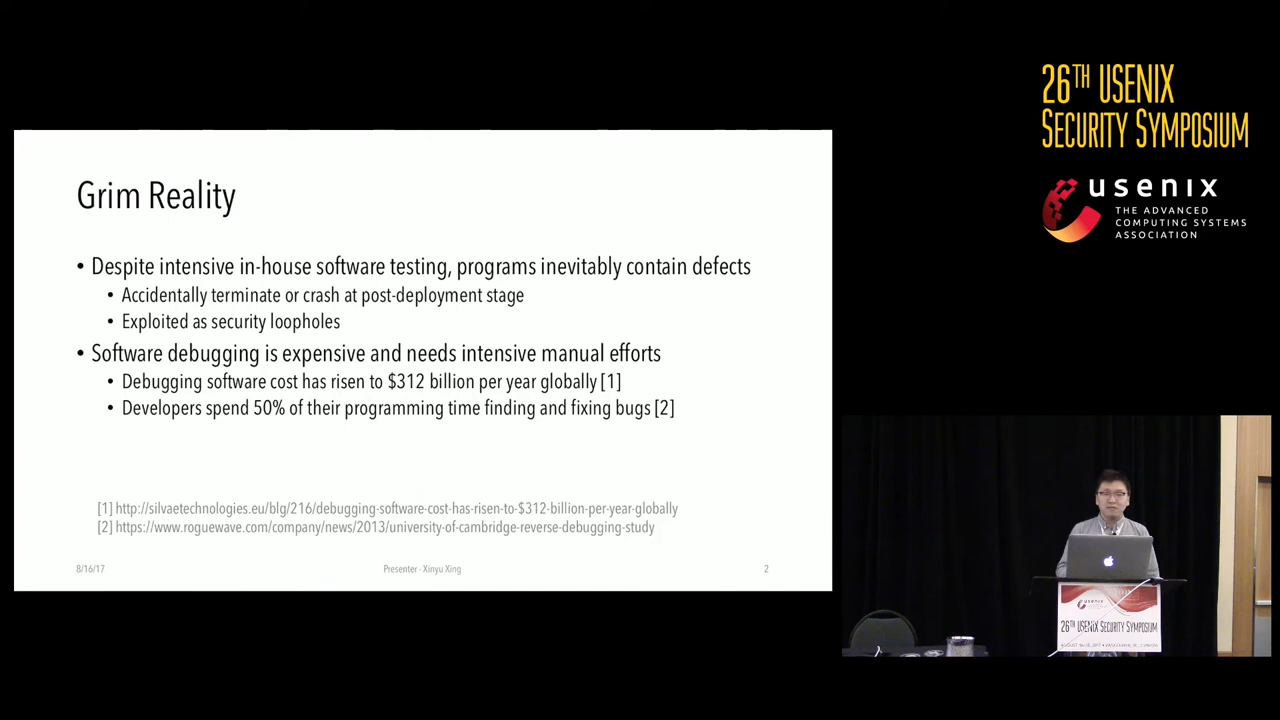 26TH USENIX
SECURITY SYMPOSIUM
usenix
THE ADVANCED
COMPUTING SYSTEMS
ASSOCIATION
Grim Reality
• Despite intensive in-house software testing, programs inevitably contain defects
• Accidentally terminate or crash at post-deployment stage
• Exploited as security loopholes
• Software debugging is expensive and needs intensive manual efforts
• Debugging software cost has risen to $312 billion per year globally [1]
• Developers spend 50% of their programming time finding and fixing bugs [2]
[1] http://silvaetechnologies.eu/blg/216/debugging-software-cost-has-risen-to-$312-billion-per-year-globally
[2] https://www.roguewave.com/company/news/2013/university-of-cambridge-reverse-debugging-study
8/16/17
Presenter - Xinyu Xing
2
usenix
26TH USENIX SECURITY SYMPOSIUM